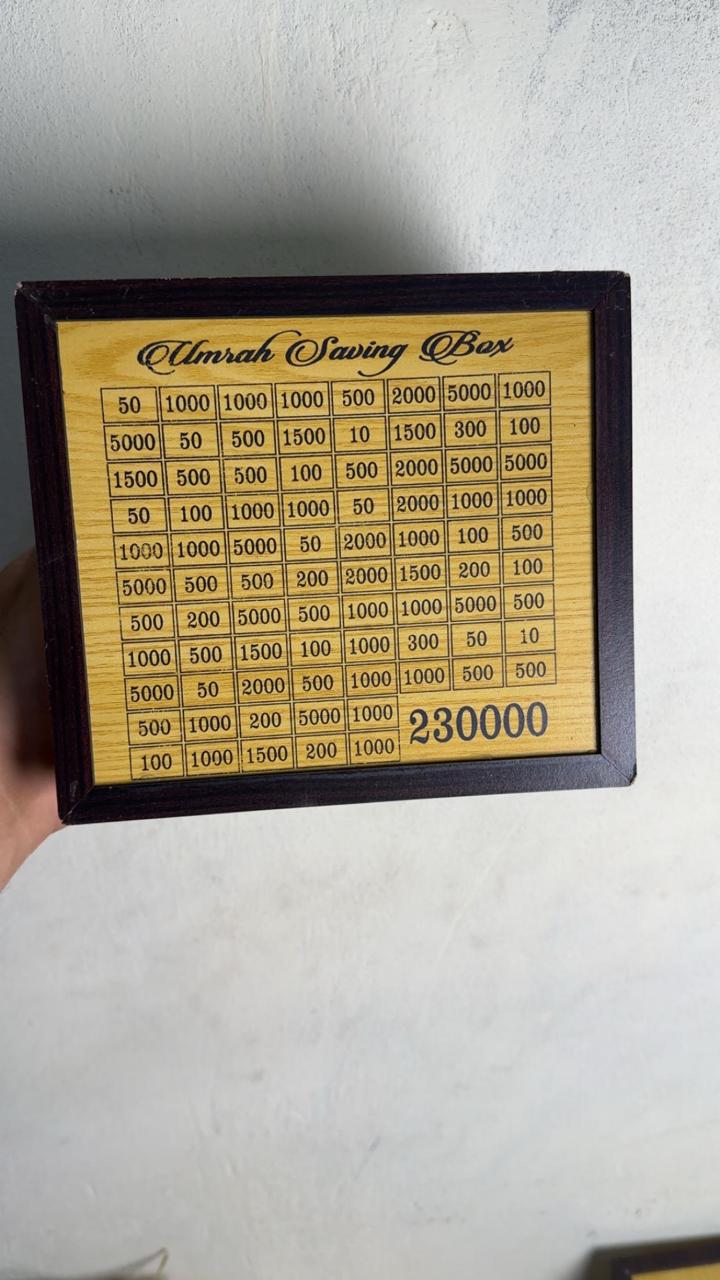 Umrah Saving Box
50 1000 1000 1000 500 2000 5000 1000
5000 50 500 1500 10 1500 300 100
1500 500 500 100 500 2000 5000 5000
50 100 1000 1000 50 2000 1000 1000
1000 1000 5000 50 2000 1000 100 500
5000 500 500 200 2000 1500 200 100
500 200 5000 500 1000 1000 5000 500
1000 500 1500 100 1000 300 50 10
5000 50 2000 500 1000 1000 500 500
500 1000 200 5000 1000
100 1000 1500 200 1000
230000